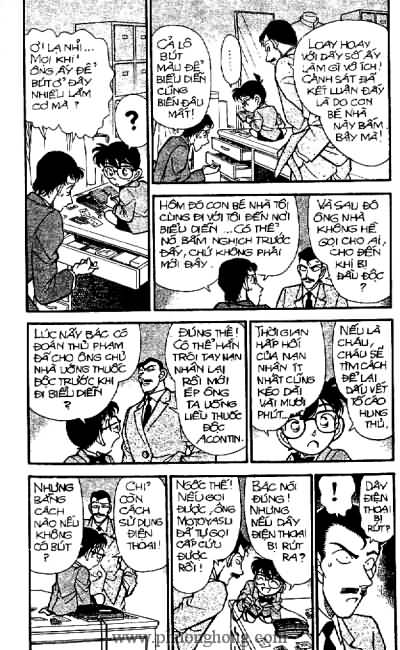 LOAY HOAY
VỚI DÃY SỐ ẤY
LÀM GÌ VÔ ÍCH!
CẢNH SÁT ĐÃ
KẾT LUẬN ĐẤY
LÀ DO CON
BÉ NHÀ
NÀY BẤM
BẬY MÀ!
......
CẢ LÔ
BÚT
MÀU ĐỂ
BIỂU DIỄN
CŨNG
BIẾN ĐÂU
MẤT!
Ơ! LẠ NHỈ...
MỌI KHI
ÔNG ẤY ĐỂ
BÚT Ở ĐÂY
NHIỀU LẮM
CƠ MÀ?
?
VÀ SAU ĐÓ
ÔNG NHÀ
KHÔNG HỀ
GỌI CHO AI,
CHO ĐẾN
KHI BỊ
ĐẦU ĐỘC
?
HÔM ĐÓ CON BÉ NHÀ TÔI
CÙNG ĐI VỚI TÔI ĐẾN NƠI
BIỂU DIỄN ...CÓ THỂ
NÓ BẤM NGHỊCH TRƯỚC
ĐẤY, CHỨ KHÔNG PHẢI
MỚI ĐÂY.
NẾU LÀ
CHÁU,
CHÁU SẼ
TÌM CÁCH
ĐỂ LẠI
DẤU VẾT
TỐ CÁO
HUNG
THỦ.
THỜI GIAN
HẤP HỐI
CỦA NẠN
NHÂN ÍT
NHẤT CŨNG
KÉO DÀI
VÀI MƯƠI
PHÚT...
ĐÚNG THẾ!
CÓ THỂ HẮN
TRÓI TAY NẠN
NHÂN LẠI
RỒI MỚI
ÉP ÔNG
TA UỐNG
LIỀU THUỐC
ĐỘC
ACONTIN.
LÚC NÃY BÁC CÓ
ĐOÁN THỦ PHẠM
ĐÃ CHO ÔNG CHỦ
NHÀ UỐNG THUỐC
ĐỘC TRƯỚC KHI
ĐI BIỂU DIỄN
?
DÂY
ĐIỆN
THOẠI
BỊ
RÚT?
!
BÁC NÓI
ĐÚNG!
NHƯNG
NẾU DÂY
ĐIỆN THOẠI
BỊ RÚT
RA?
NGỐC THẾ!
NẾU GỌI
ĐƯỢC, ÔNG
MOTOYASU
ĐÃ TỰ GỌI
CẤP CỨU
ĐƯỢC
RỒI!
CHỈ
CÒN
CÁCH
SỬ DỤNG
ĐIỆN
THOẠI!
NHƯNG
BẰNG
CÁCH
NÀO NẾU
KHÔNG
CÓ BÚT
?